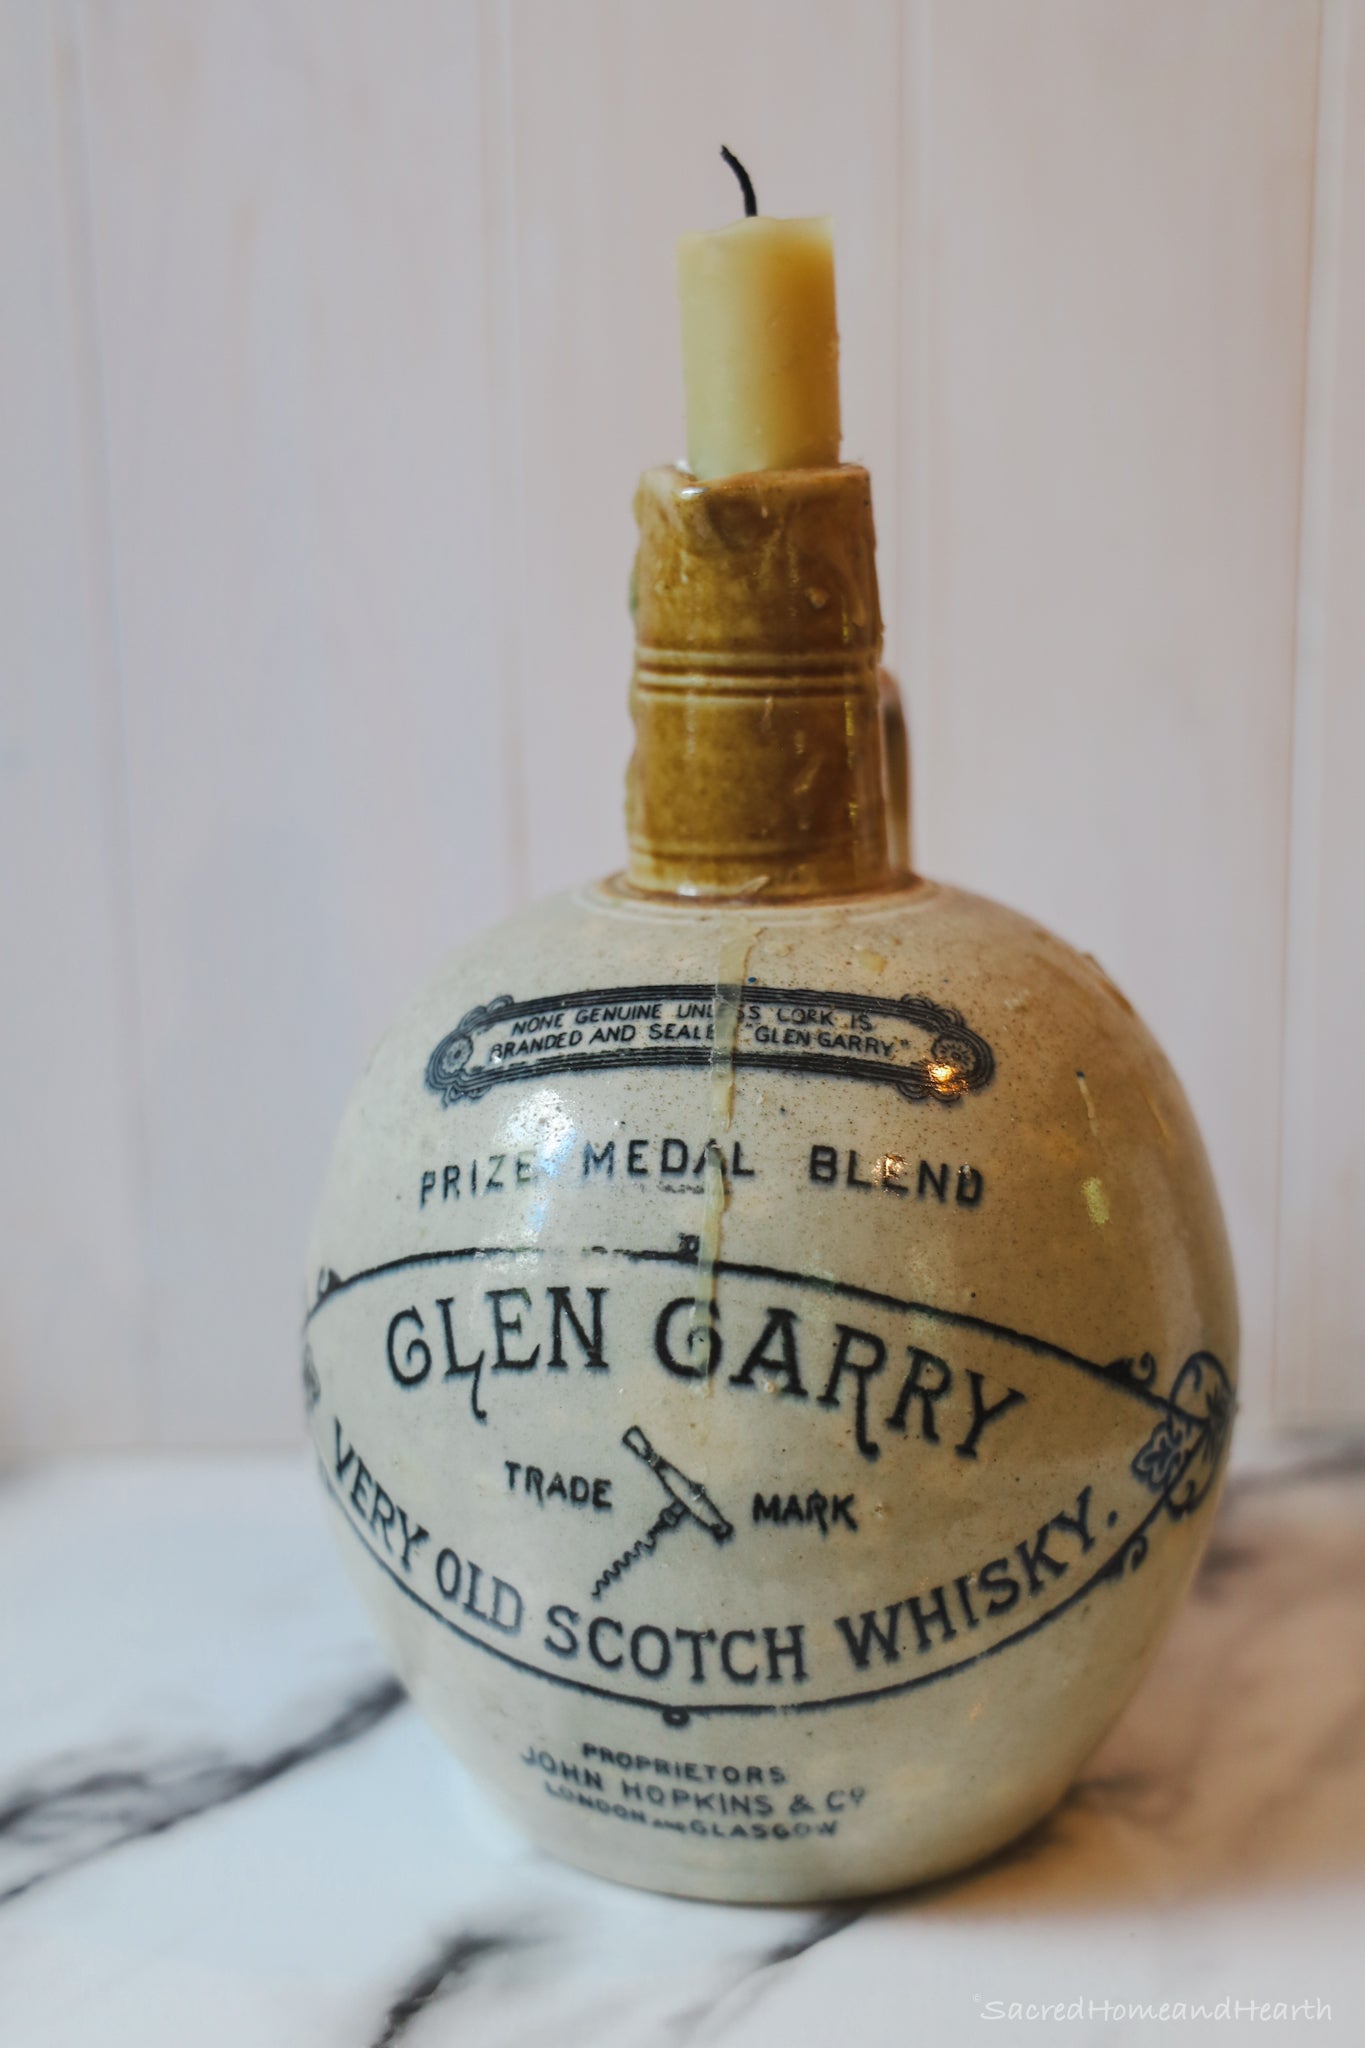 NONE GENUINE UNLESS CORK IS
BRANDED AND SEALED "GLEN GARRY"
PRIZE MEDAL BLEND
GLEN GARRY
TRADE MARK
VERY OLD SCOTCH WHISKY.
PROPRIETORS
JOHN HOPKINS & Cº
LONDON AND GLASGOW
©SacredHomeandHearth